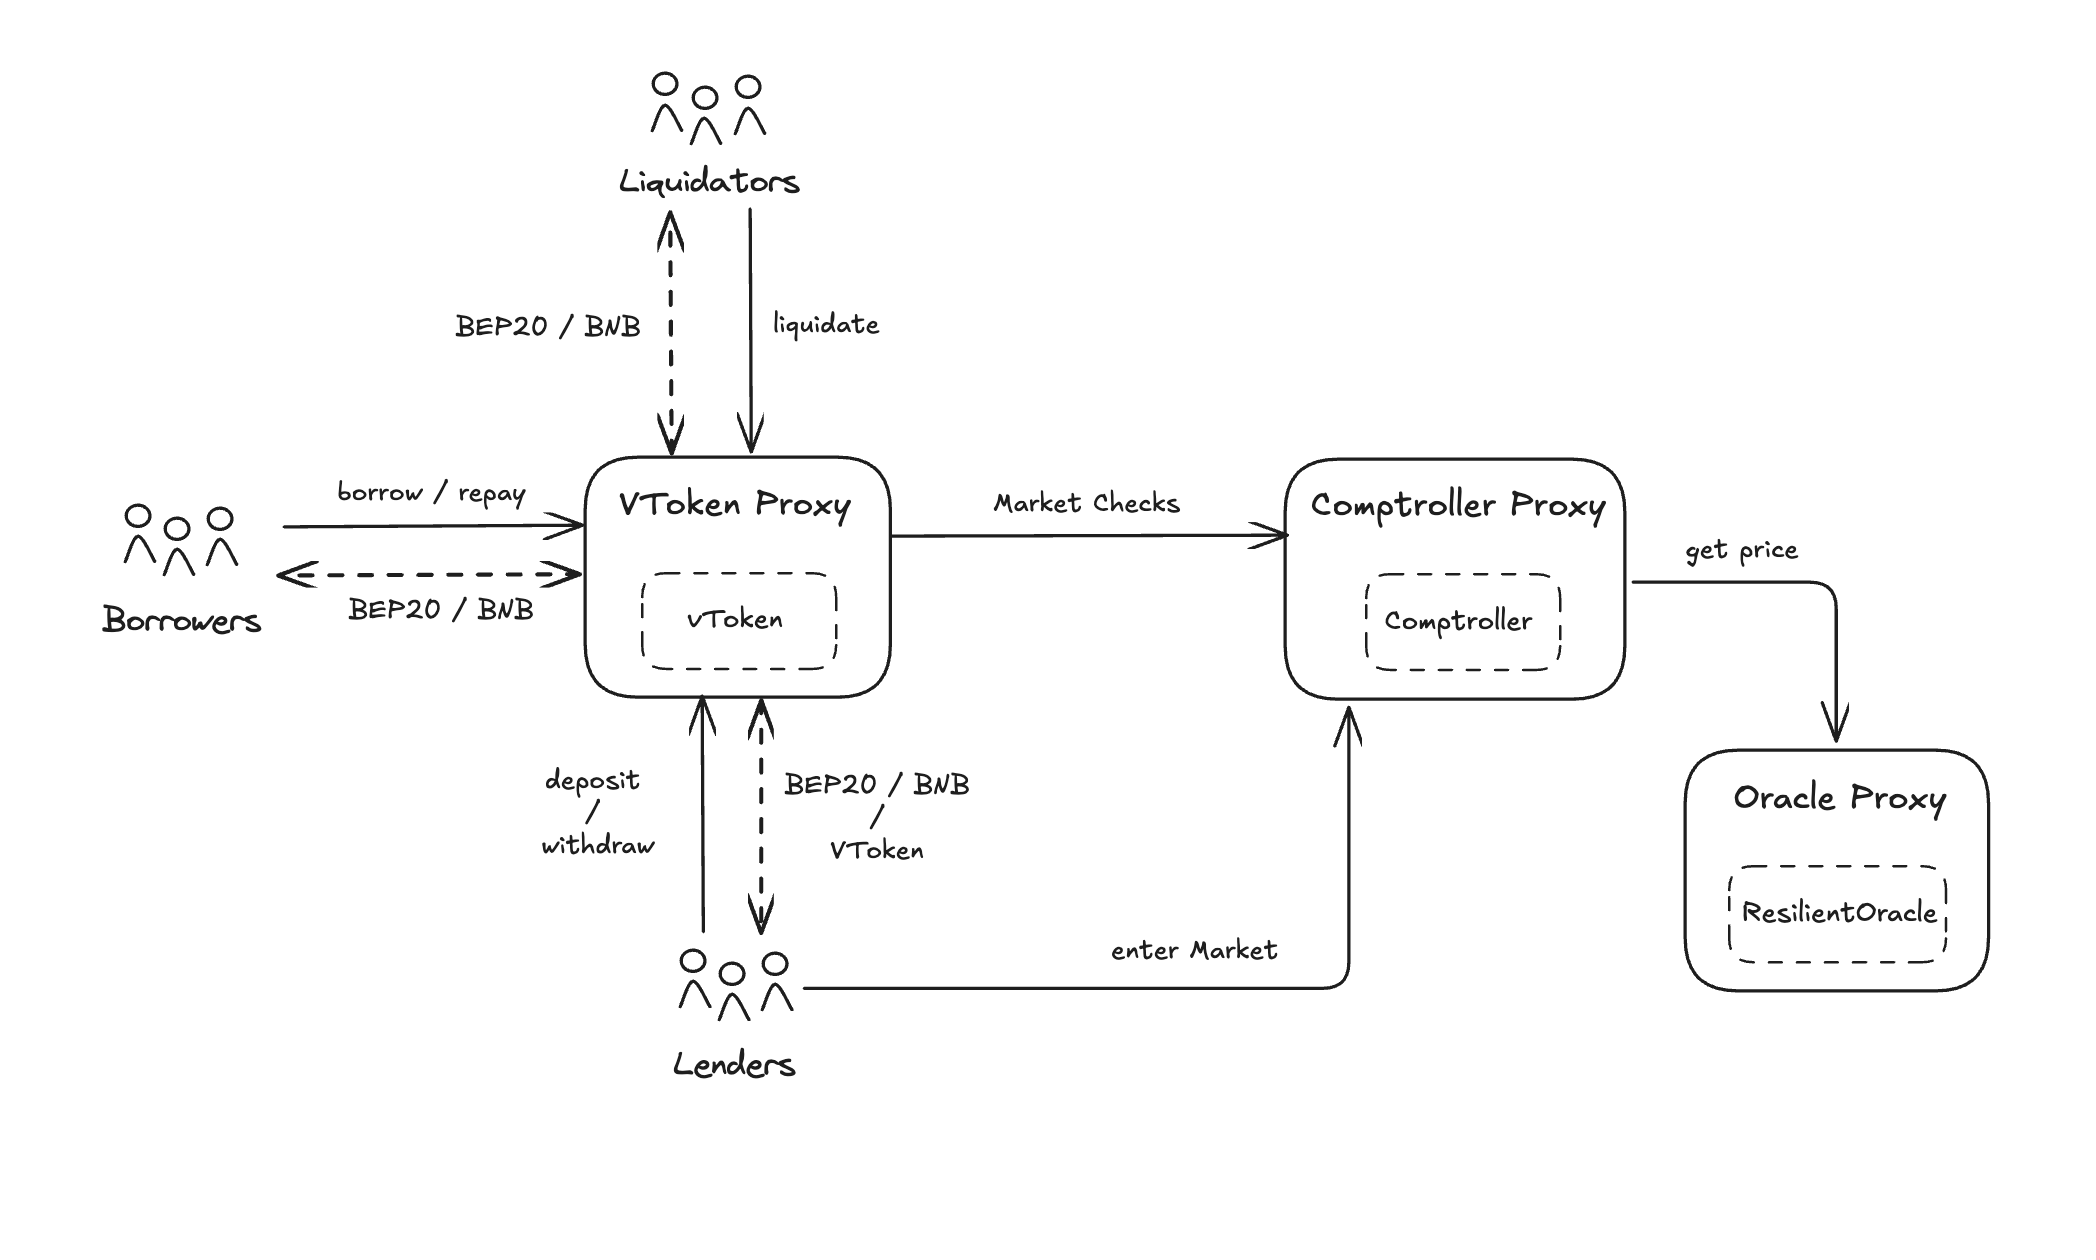 Liquidators
BEP20 / BNB
liquidate
borrow / repay
BEP20 / BNB
Borrowers
VToken Proxy
vToken
Market Checks
Comptroller Proxy
Comptroller
get price
Oracle Proxy
ResilientOracle
deposit
/
withdraw
BEP20 / BNB
/
VToken
enter Market
Lenders